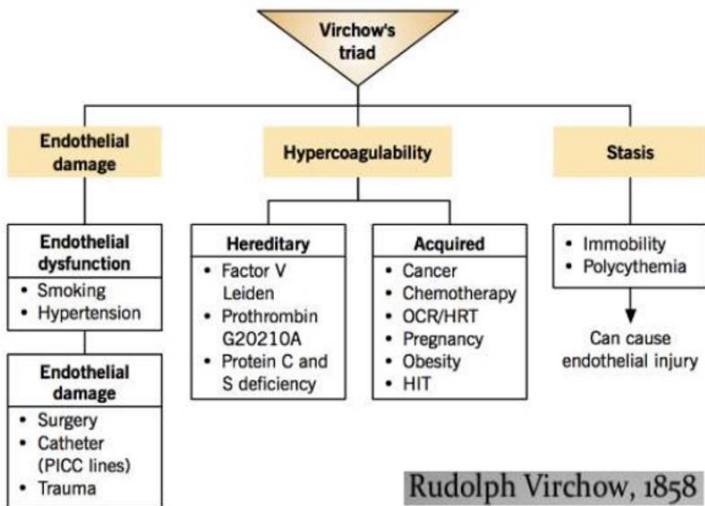 Virchow's
triad
Endothelial
damage
Hypercoagulability
Stasis
Endothelial
dysfunction
• Smoking
• Hypertension
Endothelial
damage
• Surgery
• Catheter
(PICC lines)
• Trauma
Hereditary
• Factor V
Leiden
• Prothrombin
G20210A
• Protein C and
S deficiency
Acquired
• Cancer
• Chemotherapy
• OCR/HRT
• Pregnancy
• Obesity
• HIT
• Immobility
• Polycythemia
Can cause
endothelial injury
Rudolph Virchow, 1858